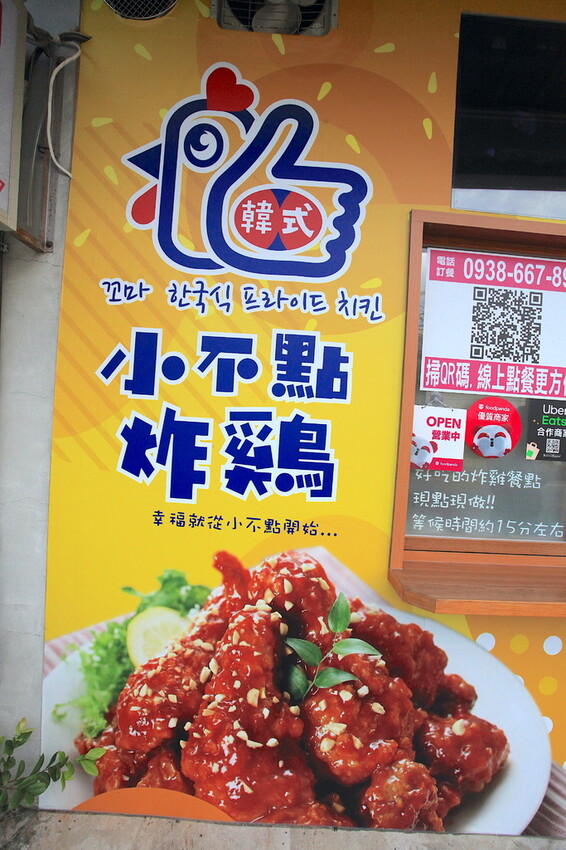 韓式
꼬마 한국식 프라이드 치킨
小不點
炸鷄
幸福就從小不點開始...
電話
訂餐
0938-667-89
掃QR碼, 線上點餐更方
OPEN
營業中
foodpanda
foodpanda
優質商家
Uber
Eats
合作商
好吃的炸雞餐點
現點現做!!
等候時間約15分左右